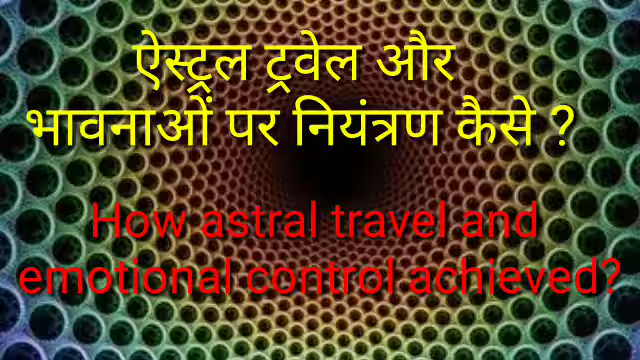 ऐस्ट्रल ट्रवेल और
भावनाओं पर नियंत्रण कैसे ?
How astral travel and
emotional control achieved?